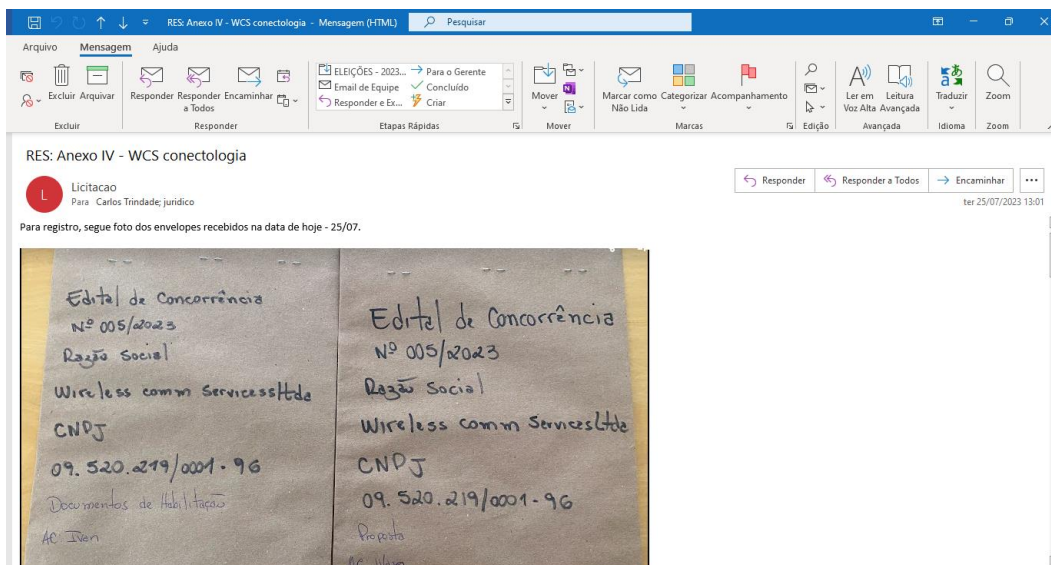 RES: Anexo IV - WCS conectologia - Mensagem (HTML)
Pesquisar
Arquivo
Mensagem
Ajuda
Excluir
Arquivar
Responder
Responder a Todos
Encaminhar
ELEIÇÕES - 2023...
Para o Gerente
Email de Equipe
Concluído
Responder e Ex...
Criar
Mover
Marcar como Não Lida
Categorizar
Acompanhamento
Ler em Voz Alta
Leitura Avançada
Traduzir
Zoom
Excluir
Responder
Etapas Rápidas
Mover
Marcas
Edição
Avançada
Idioma
Zoom
RES: Anexo IV - WCS conectologia
L
Licitacao
Para Carlos Trindade; juridico
Responder
Responder a Todos
Encaminhar
ter 25/07/2023 13:01
Para registro, segue foto dos envelopes recebidos na data de hoje - 25/07.
Edital de Concorrência
Nº 005/2023
Razão Social
Wireless comm Servicess ltda
CNPJ
09.520.219/0001-96
Documentos de Habilitação
AC Ivan
Edital de Concorrência
Nº 005/2023
Razão Social
Wireless comm Services Ltda
CNPJ
09.520.219/0001-96
Proposta